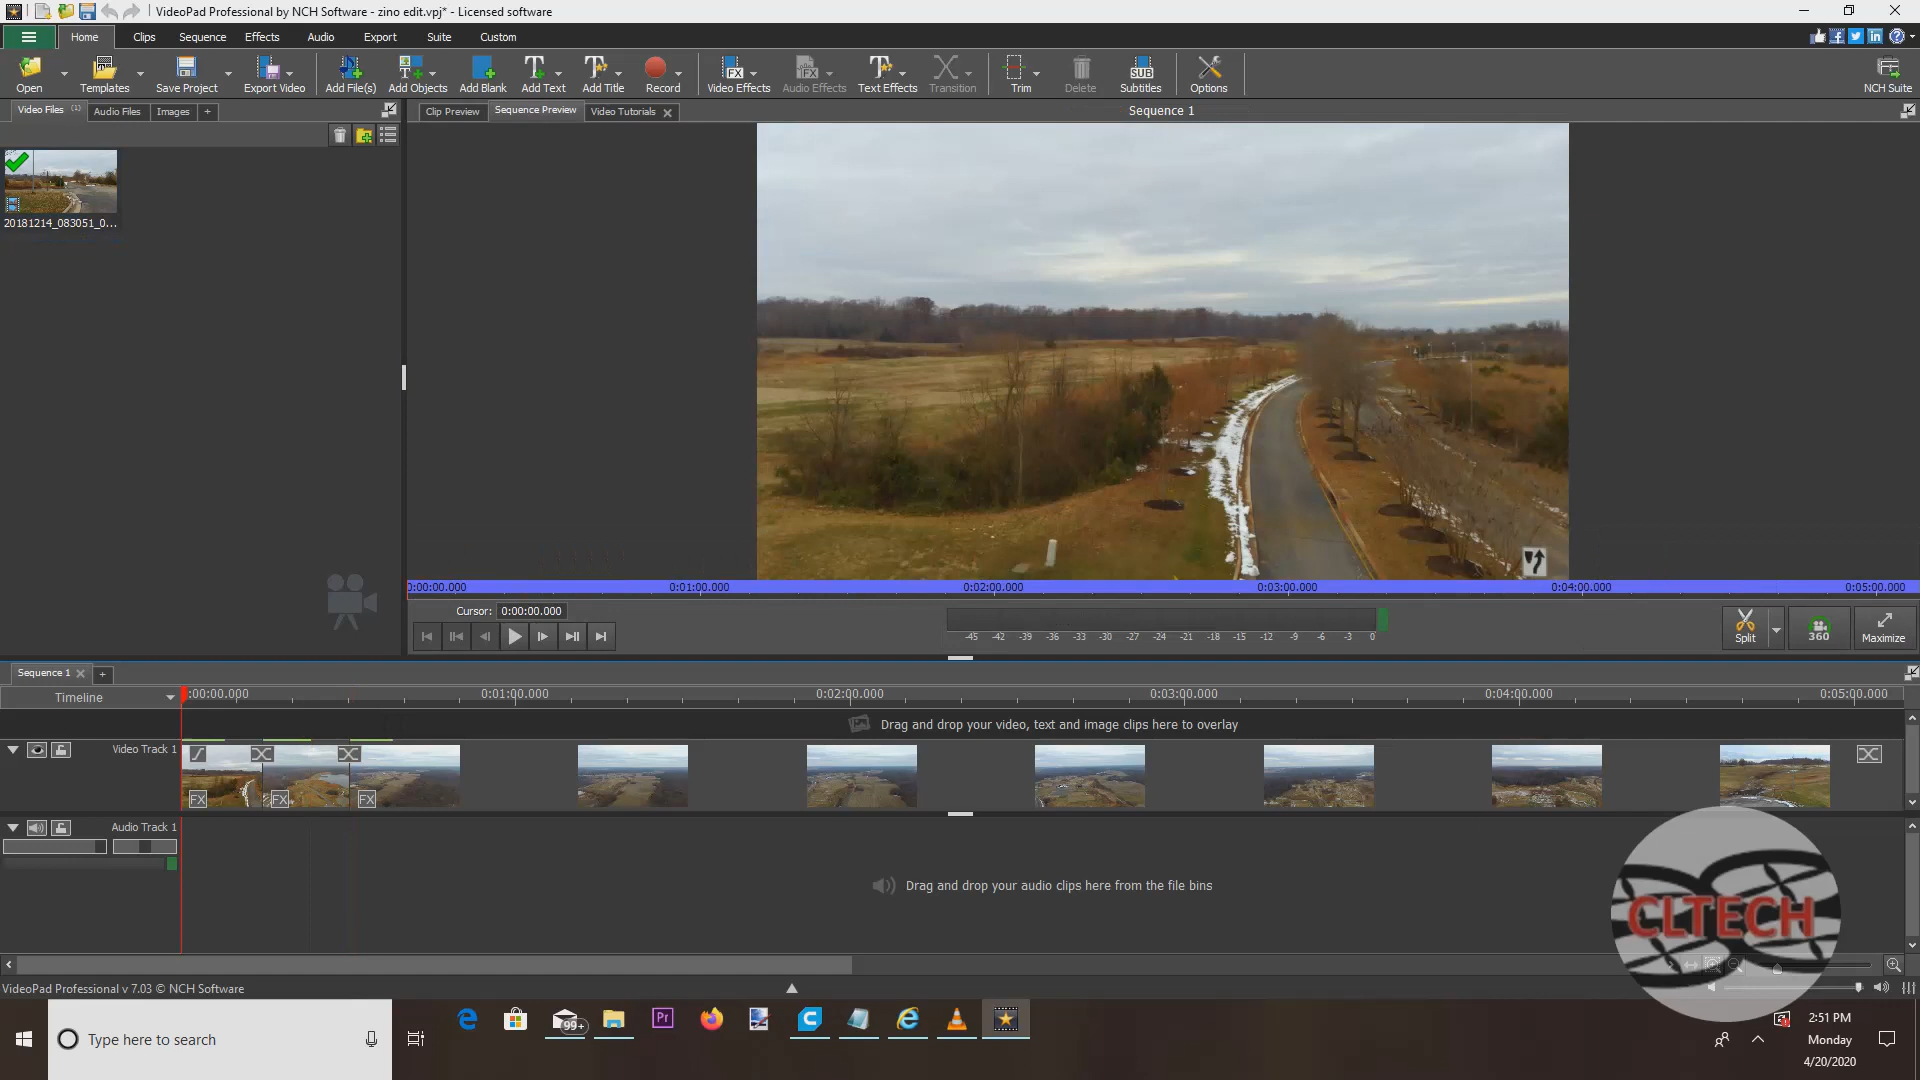 VideoPad Professional by NCH Software - zino edit.vpj* - Licensed software
Home Clips Sequence Effects Audio Export Suite Custom
Open Templates Save Project Export Video Add File(s) Add Objects Add Blank Add Text Add Title Record Video Effects Audio Effects Text Effects Transition Trim Delete Subtitles Options NCH Suite
Video Files (1) Audio Files Images +
Clip Preview Sequence Preview Video Tutorials
Sequence 1
20181214_083051_0...
0:00:00.000 0:01:00.000 0:02:00.000 0:03:00.000 0:04:00.000 0:05:00.000
Cursor: 0:00:00.000
-45 -42 -39 -36 -33 -30 -27 -24 -21 -18 -15 -12 -9 -6 -3 0
Split 360 Maximize
Sequence 1 +
Timeline :00:00.000 0:01:00.000 0:02:00.000 0:03:00.000 0:04:00.000 0:05:00.000
Drag and drop your video, text and image clips here to overlay
Video Track 1
FX FX FX
Audio Track 1
Drag and drop your audio clips here from the file bins
CLTECH
VideoPad Professional v 7.03 © NCH Software
Type here to search
99+
Pr
2:51 PM
Monday
4/20/2020